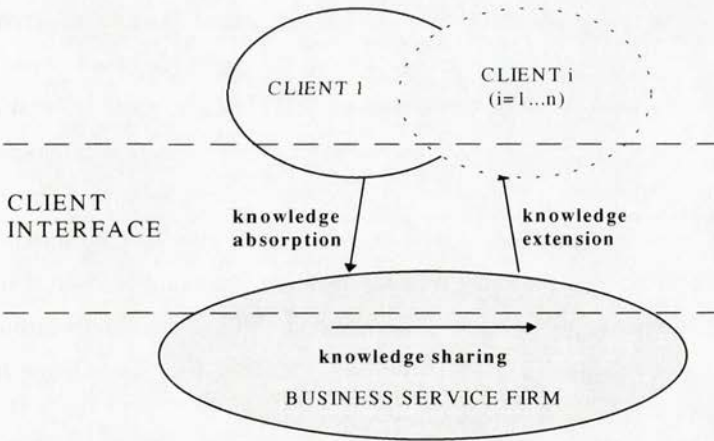 CLIENT 1
CLIENT i
(i=1...n)
CLIENT
INTERFACE
knowledge
absorption
knowledge
extension
knowledge sharing
BUSINESS SERVICE FIRM